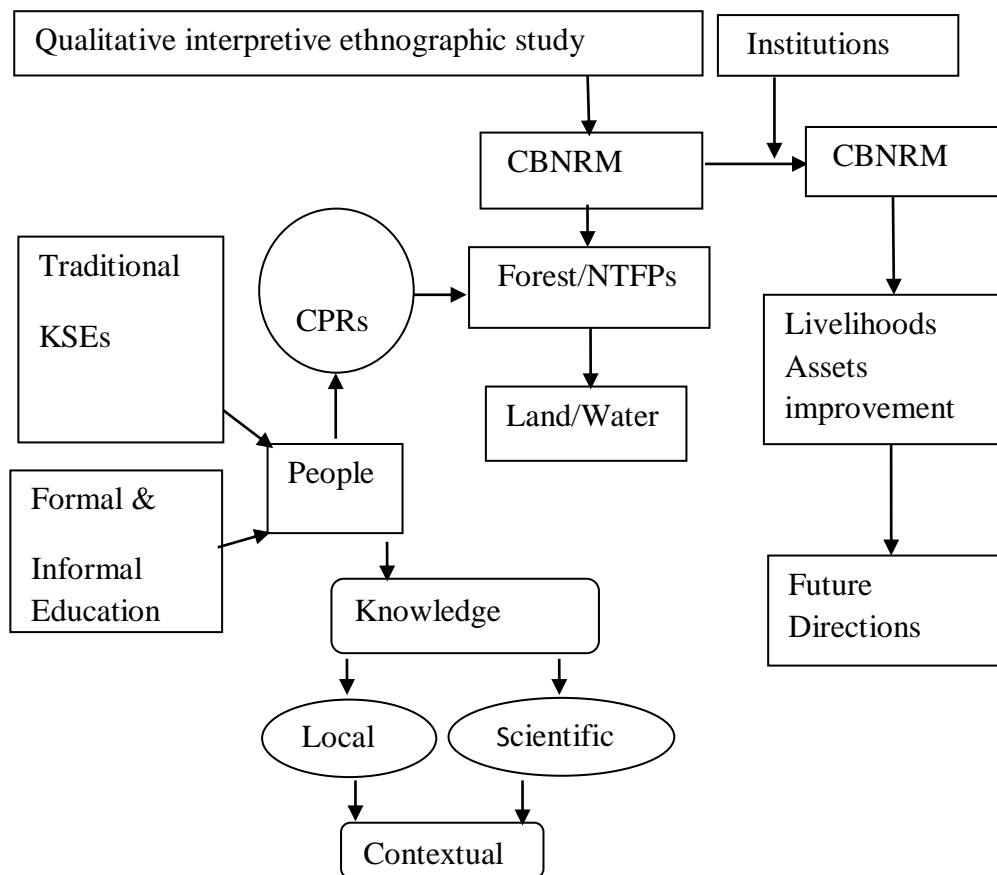 Qualitative interpretive ethnographic study
Institutions
CBNRM
CBNRM
Traditional
KSEs
CPRs
Forest/NTFPs
Livelihoods
Assets
improvement
Land/Water
People
Formal &
Informal
Education
Knowledge
Future
Directions
Local
Scientific
Contextual